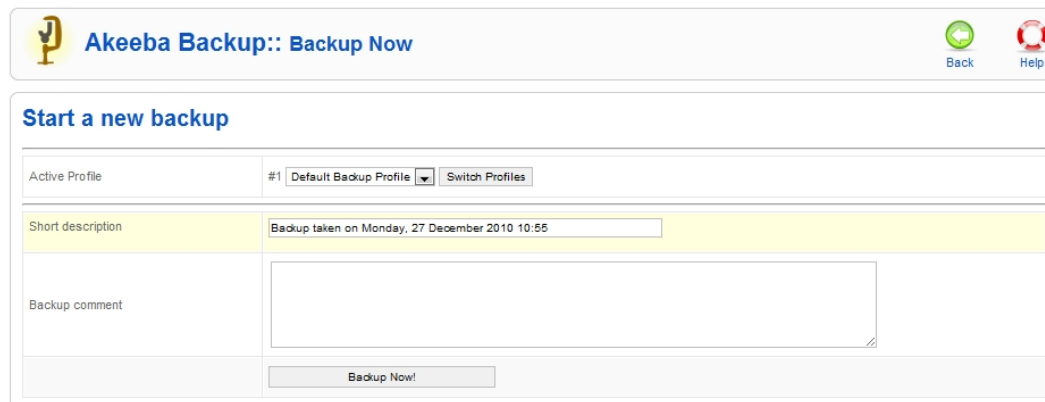 Akeeba Backup:: Backup Now
Back
Help
Start a new backup
Active Profile
#1 Default Backup Profile Switch Profiles
Short description
Backup taken on Monday, 27 December 2010 10:55
Backup comment
Backup Now!